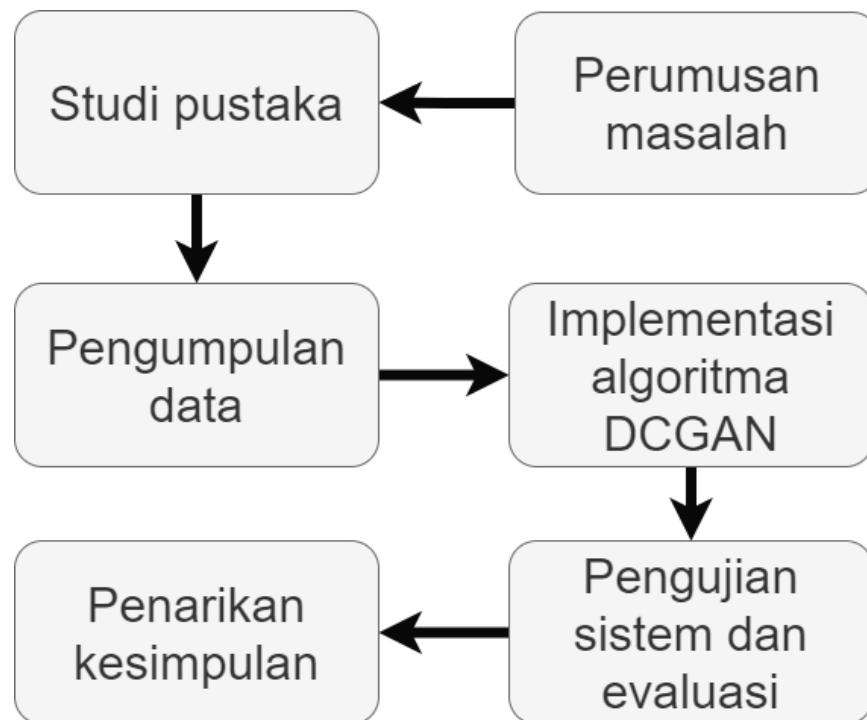 Studi pustaka
Perumusan
masalah
Pengumpulan
data
Implementasi
algoritma
DCGAN
Penarikan
kesimpulan
Pengujian
sistem dan
evaluasi